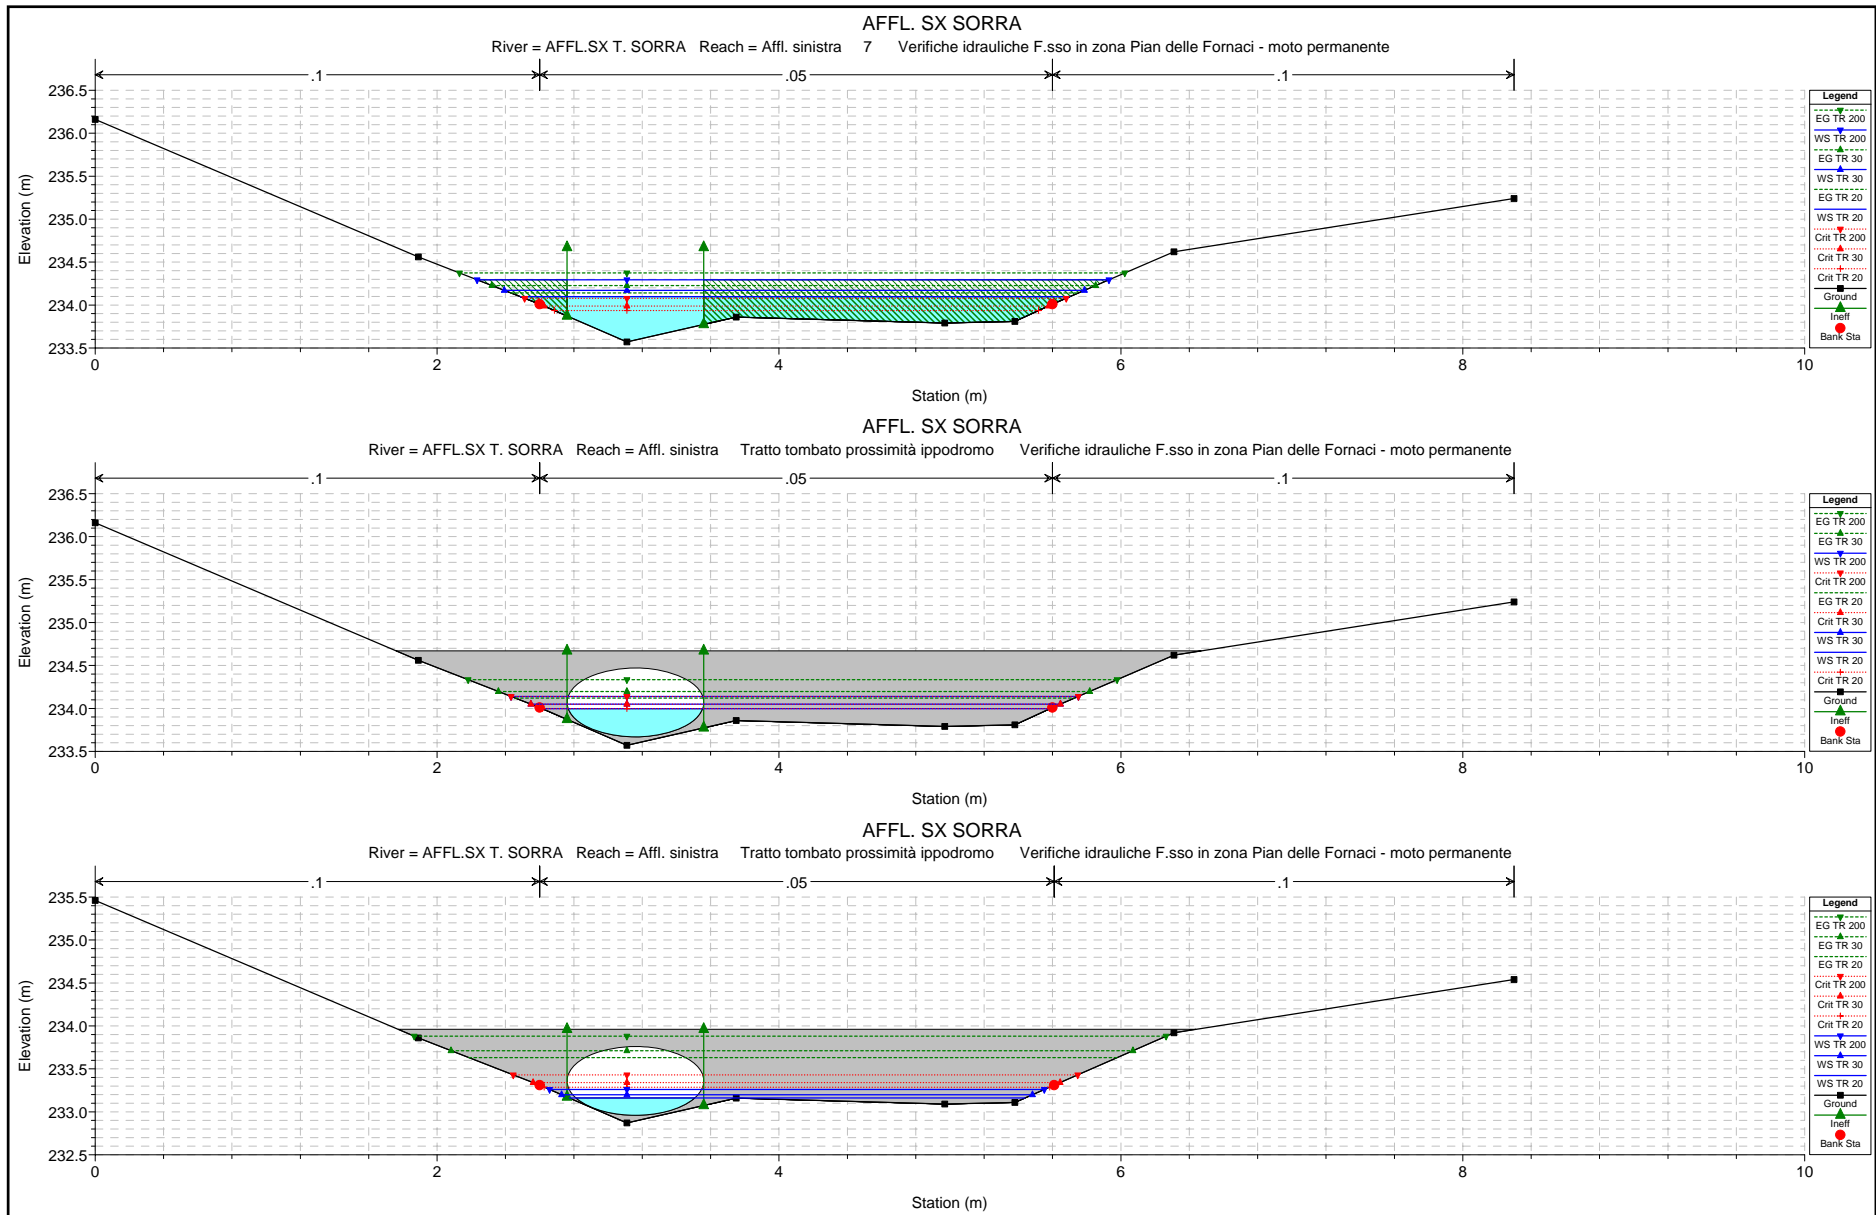 AFFL. SX SORRA
River = AFFL.SX T. SORRA Reach = Affl. sinistra 7 Verifiche idrauliche F.sso in zona Pian delle Fornaci - moto permanente
.1 .05 .1
236.5
236.0
235.5
235.0
234.5
234.0
233.5
Elevation (m)
0 2 4 6 8 10
Station (m)
Legend
EG TR 200
WS TR 200
EG TR 30
WS TR 30
EG TR 20
WS TR 20
Crit TR 200
Crit TR 30
Crit TR 20
Ground
Ineff
Bank Sta
AFFL. SX SORRA
River = AFFL.SX T. SORRA Reach = Affl. sinistra Tratto tombato prossimità ippodromo Verifiche idrauliche F.sso in zona Pian delle Fornaci - moto permanente
.1 .05 .1
236.5
236.0
235.5
235.0
234.5
234.0
233.5
Elevation (m)
0 2 4 6 8 10
Station (m)
Legend
EG TR 200
EG TR 30
WS TR 200
Crit TR 200
EG TR 20
Crit TR 30
WS TR 30
WS TR 20
Crit TR 20
Ground
Ineff
Bank Sta
AFFL. SX SORRA
River = AFFL.SX T. SORRA Reach = Affl. sinistra Tratto tombato prossimità ippodromo Verifiche idrauliche F.sso in zona Pian delle Fornaci - moto permanente
.1 .05 .1
235.5
235.0
234.5
234.0
233.5
233.0
232.5
Elevation (m)
0 2 4 6 8 10
Station (m)
Legend
EG TR 200
EG TR 30
EG TR 20
Crit TR 200
Crit TR 30
Crit TR 20
WS TR 200
WS TR 30
WS TR 20
Ground
Ineff
Bank Sta